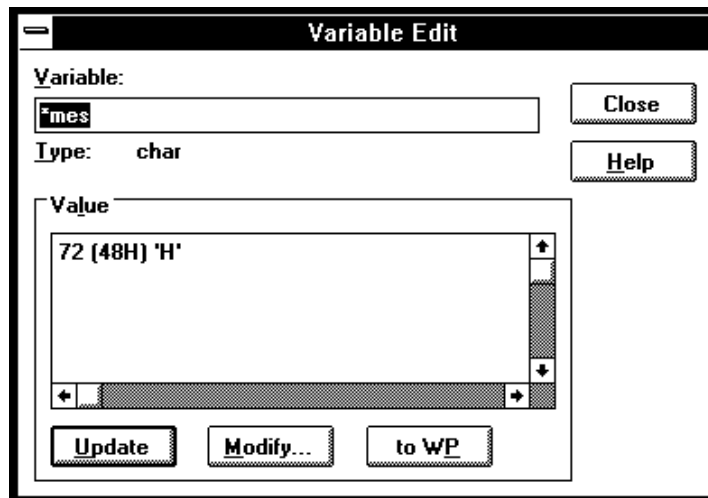 Variable Edit
Variable:
*mes
Close
Type: char
Help
Value
72 (48H) 'H'
Update
Modify...
to WP